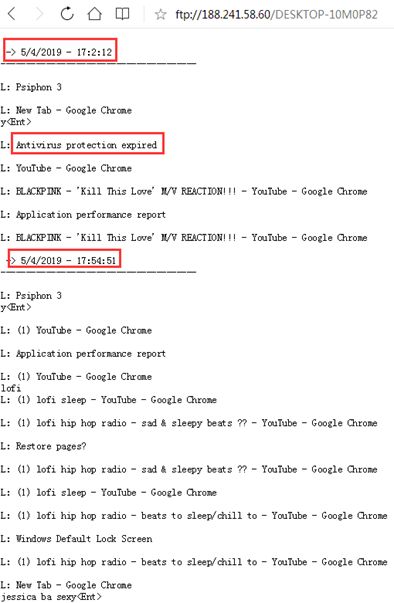 ftp://188.241.58.60/DESKTOP-10M0P82
-> 5/4/2019 - 17:2:12
L: Psiphon 3
L: New Tab - Google Chrome
y<Ent>
L: Antivirus protection expired
L: YouTube - Google Chrome
L: BLACKPINK - 'Kill This Love' M/V REACTION!!! - YouTube - Google Chrome
L: Application performance report
L: BLACKPINK - 'Kill This Love' M/V REACTION!!! - YouTube - Google Chrome
-> 5/4/2019 - 17:54:51
L: Psiphon 3
y<Ent>
L: (1) YouTube - Google Chrome
L: Application performance report
L: (1) YouTube - Google Chrome
lofi
L: (1) lofi sleep - YouTube - Google Chrome
L: (1) lofi hip hop radio - sad & sleepy beats ?? - YouTube - Google Chrome
L: Restore pages?
L: (1) lofi hip hop radio - sad & sleepy beats ?? - YouTube - Google Chrome
L: (1) lofi sleep - YouTube - Google Chrome
L: (1) lofi hip hop radio - beats to sleep/chill to - YouTube - Google Chrome
L: Windows Default Lock Screen
L: (1) lofi hip hop radio - beats to sleep/chill to - YouTube - Google Chrome
L: New Tab - Google Chrome
jessica ba sexy<Ent>